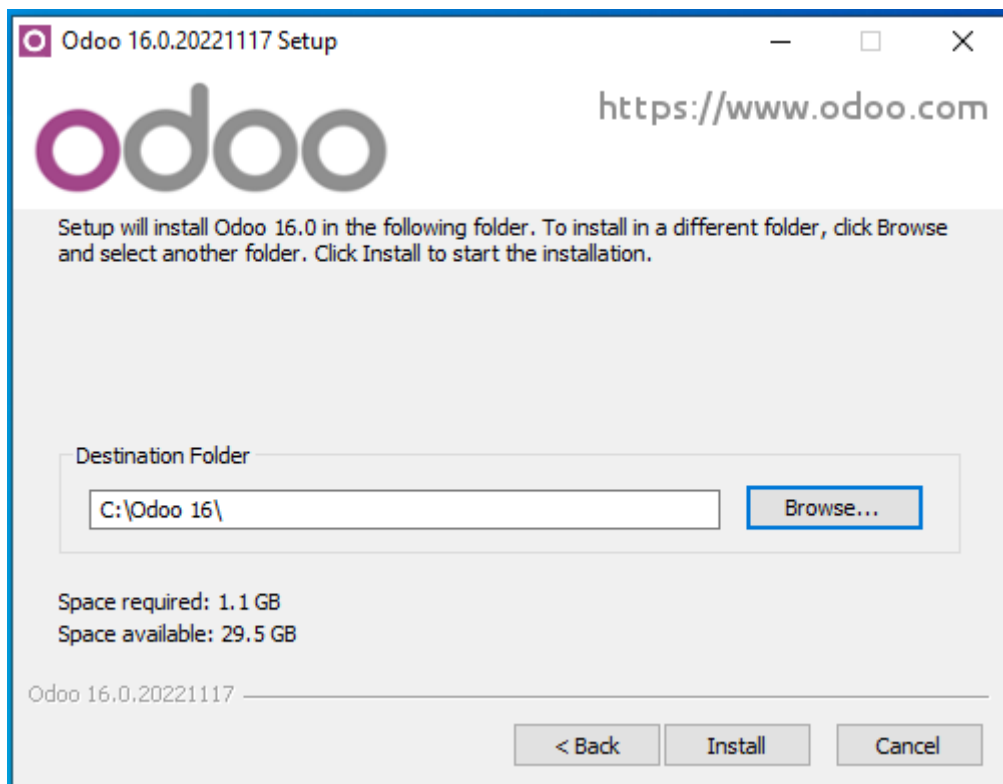 Odoo 16.0.20221117 Setup
odoo
https://www.odoo.com
Setup will install Odoo 16.0 in the following folder. To install in a different folder, click Browse
and select another folder. Click Install to start the installation.
Destination Folder
C:\Odoo 16\
Browse...
Space required: 1.1 GB
Space available: 29.5 GB
Odoo 16.0.20221117
< Back
Install
Cancel